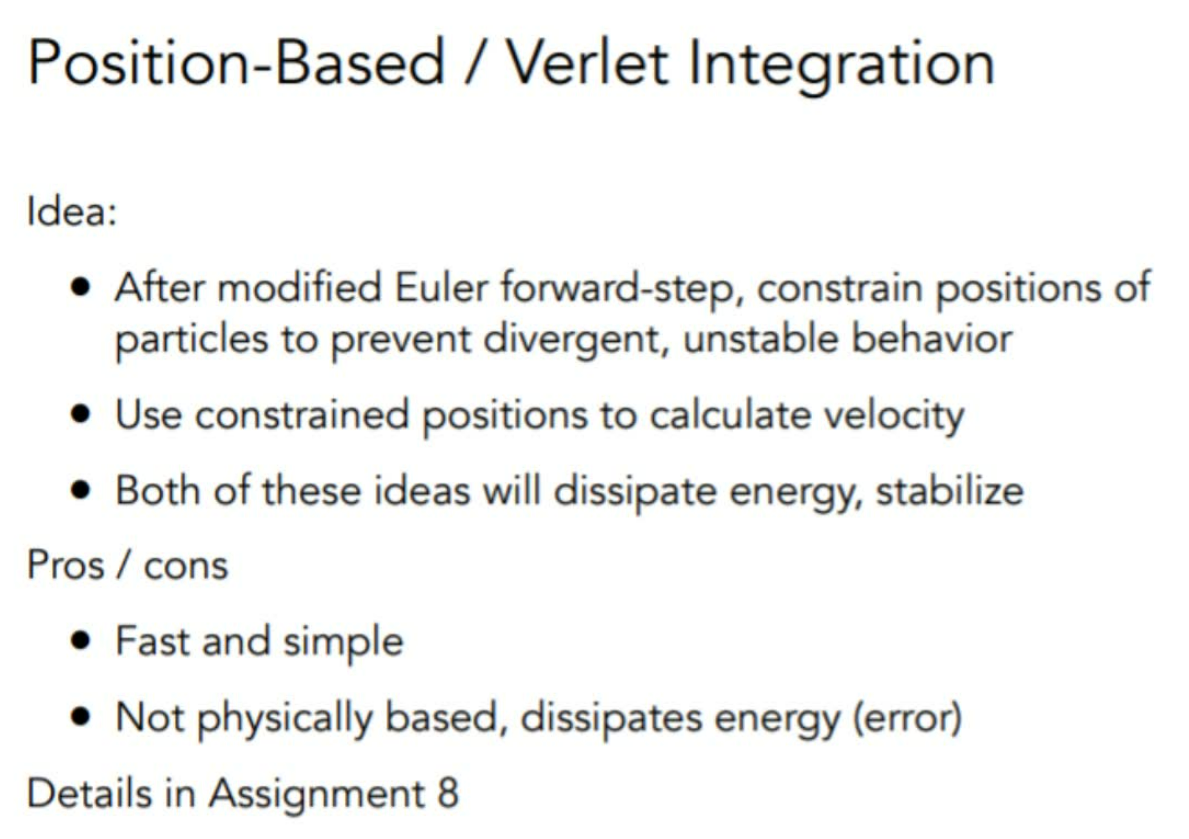 Position-Based / Verlet Integration
Idea:
● After modified Euler forward-step, constrain positions of
particles to prevent divergent, unstable behavior
● Use constrained positions to calculate velocity
● Both of these ideas will dissipate energy, stabilize
Pros / cons
● Fast and simple
● Not physically based, dissipates energy (error)
Details in Assignment 8